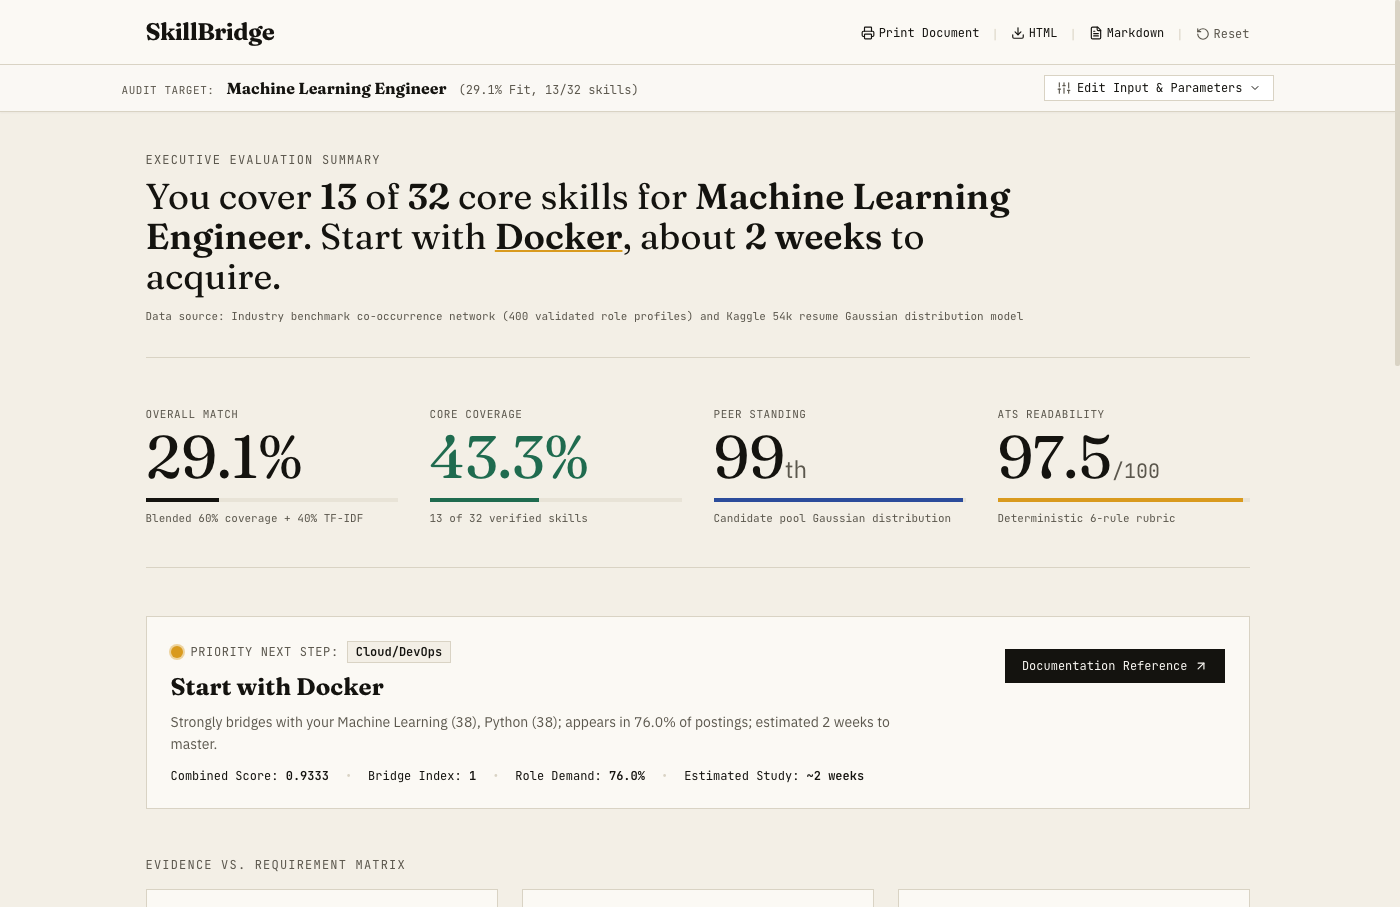 SkillBridge
Print Document | HTML | Markdown | Reset
AUDIT TARGET: Machine Learning Engineer (29.1% Fit, 13/32 skills)
Edit Input & Parameters
EXECUTIVE EVALUATION SUMMARY
You cover 13 of 32 core skills for Machine Learning
Engineer. Start with Docker, about 2 weeks to
acquire.
Data source: Industry benchmark co-occurrence network (400 validated role profiles) and Kaggle 54k resume Gaussian distribution model
OVERALL MATCH
29.1%
Blended 60% coverage + 40% TF-IDF
CORE COVERAGE
43.3%
13 of 32 verified skills
PEER STANDING
99th
Candidate pool Gaussian distribution
ATS READABILITY
97.5/100
Deterministic 6-rule rubric
PRIORITY NEXT STEP: Cloud/DevOps
Start with Docker
Strongly bridges with your Machine Learning (38), Python (38); appears in 76.0% of postings; estimated 2 weeks to
master.
Combined Score: 0.9333 · Bridge Index: 1 · Role Demand: 76.0% · Estimated Study: ~2 weeks
Documentation Reference
EVIDENCE VS. REQUIREMENT MATRIX